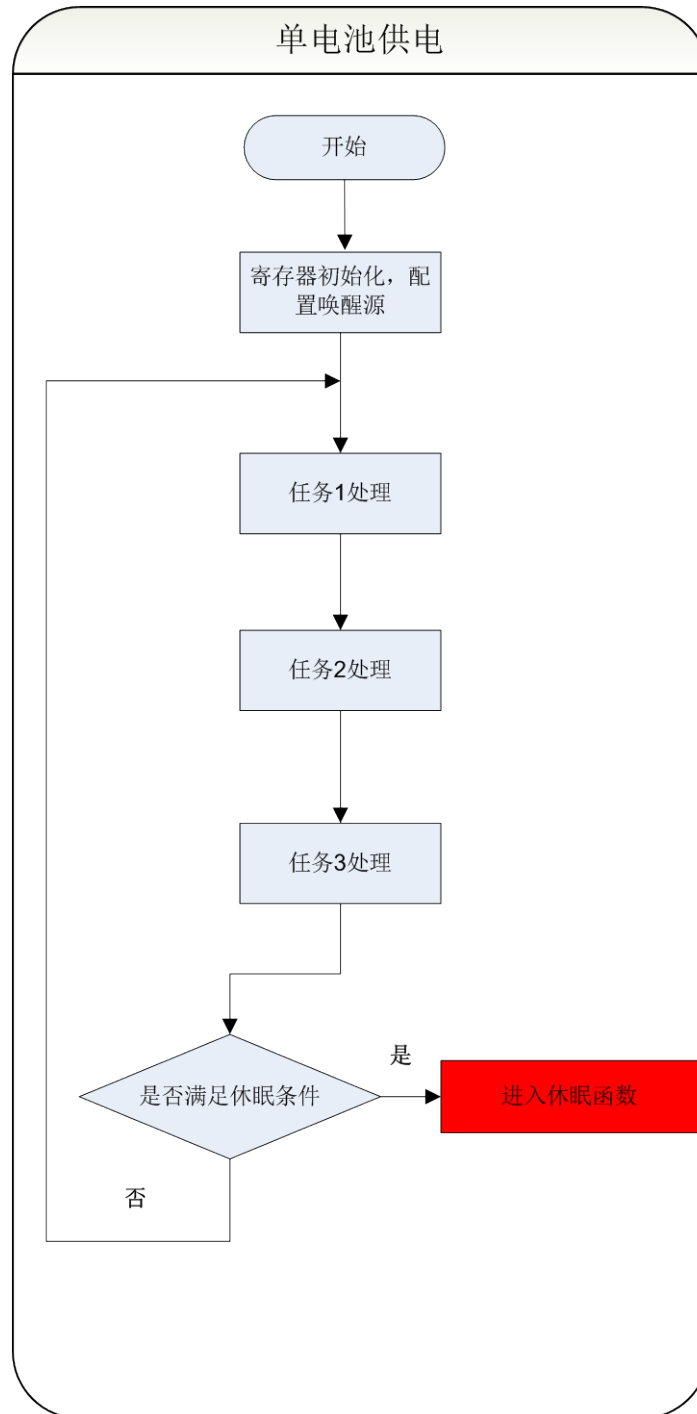 单电池供电
开始
寄存器初始化，配
置唤醒源
任务1处理
任务2处理
任务3处理
是否满足休眠条件
是
进入休眠函数
否